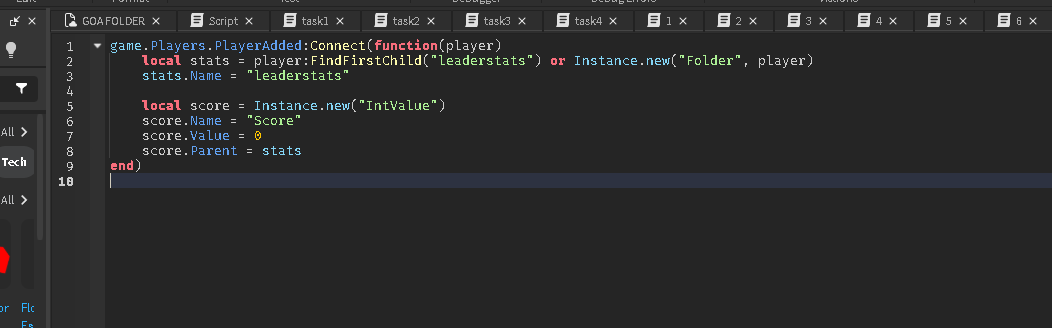 GOAFOLDER × Script × task1 × task2 × task3 × task4 × 1 × 2 × 3 × 4 × 5 × 6 ×
1 game.Players.PlayerAdded:Connect(function(player)
2 local stats = player:FindFirstChild("leaderstats") or Instance.new("Folder", player)
3 stats.Name = "leaderstats"
4
5 local score = Instance.new("IntValue")
6 score.Name = "Score"
7 score.Value = 0
8 score.Parent = stats
9 end)
10
All >
Tech
All >
or Flo
Es